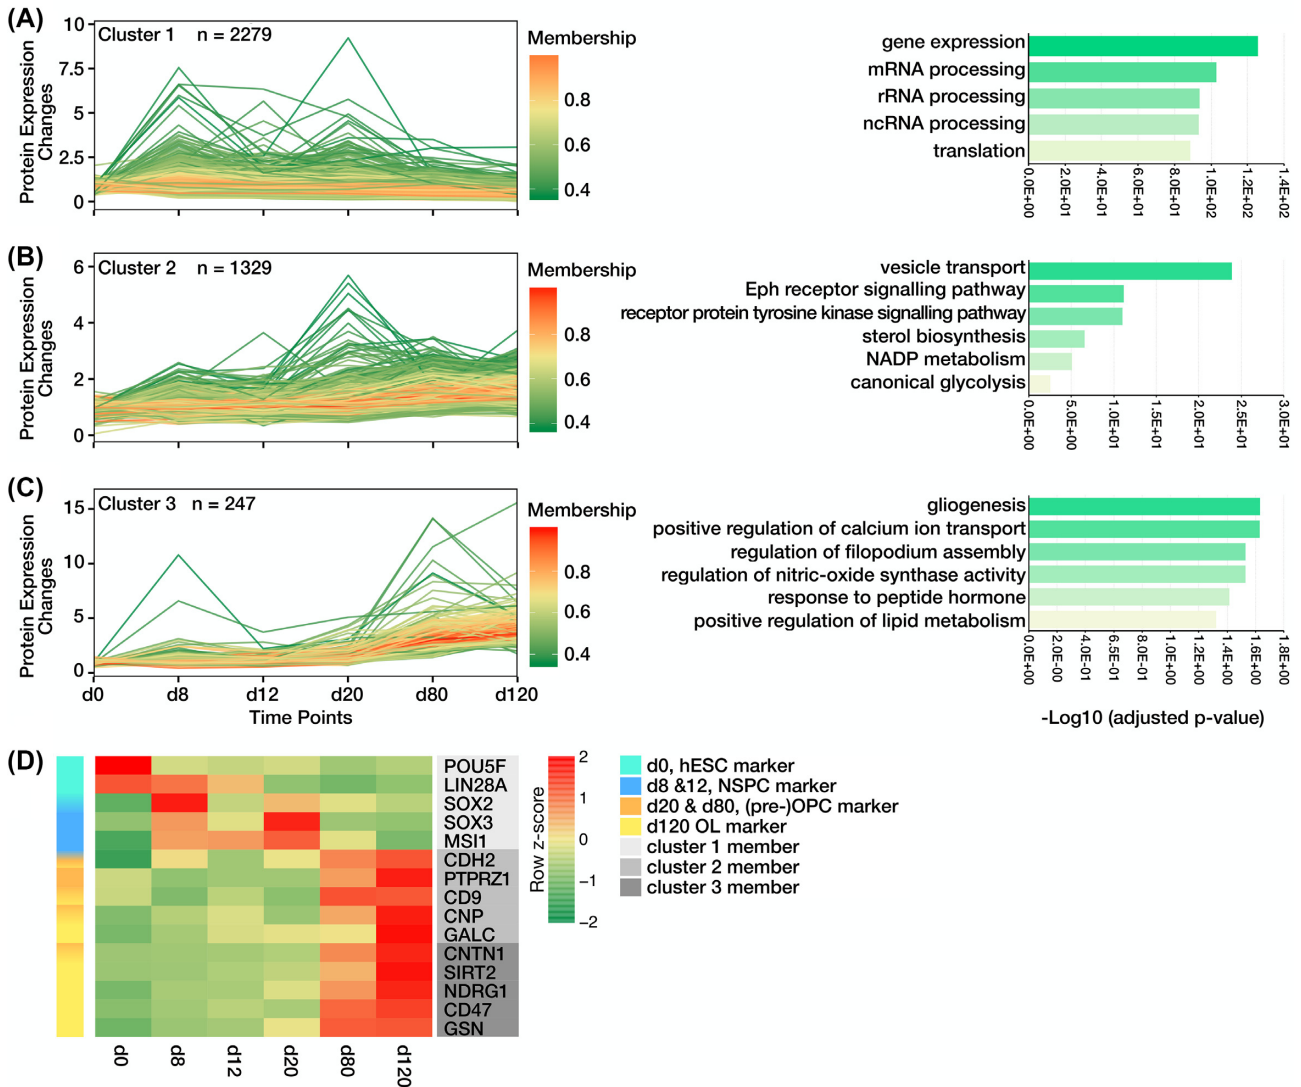 (A)
Cluster 1 n = 2279
Protein Expression
Changes
10
7.5
5
2.5
0
Membership
0.8
0.6
0.4
gene expression
mRNA processing
rRNA processing
ncRNA processing
translation
0.0E+00
2.0E+01
4.0E+01
6.0E+01
8.0E+01
1.0E+02
1.2E+02
1.4E+02
(B)
Cluster 2 n = 1329
Protein Expression
Changes
6
4
2
0
Membership
0.8
0.6
0.4
vesicle transport
Eph receptor signalling pathway
receptor protein tyrosine kinase signalling pathway
sterol biosynthesis
NADP metabolism
canonical glycolysis
0.0E+00
5.0E+00
1.0E+01
1.5E+01
2.0E+01
2.5E+01
3.0E+01
(C)
Cluster 3 n = 247
Protein Expression
Changes
15
10
5
0
d0
d8
d12
d20
d80
d120
Time Points
Membership
0.8
0.6
0.4
gliogenesis
positive regulation of calcium ion transport
regulation of filopodium assembly
regulation of nitric-oxide synthase activity
response to peptide hormone
positive regulation of lipid metabolism
0.0E+00
2.0E-00
4.0E-01
6.5E-01
8.0E-01
1.0E+00
1.2E+00
1.4E+00
1.6E+00
1.8E+00
-Log10 (adjusted p-value)
(D)
POU5F
LIN28A
SOX2
SOX3
MSI1
CDH2
PTPRZ1
CD9
CNP
GALC
CNTN1
SIRT2
NDRG1
CD47
GSN
d0
d8
d12
d20
d80
d120
Row z-score
2
1
0
−1
−2
d0, hESC marker
d8 &12, NSPC marker
d20 & d80, (pre-)OPC marker
d120 OL marker
cluster 1 member
cluster 2 member
cluster 3 member